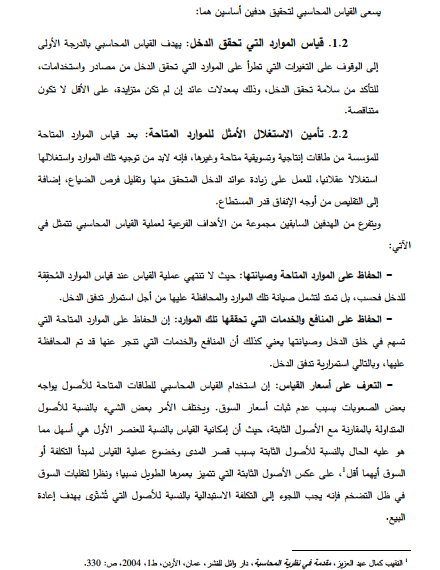 يسعى القياس المحاسبي لتحقيق هدفين أساسين هما:
1.2. قياس الموارد التي تحقق الدخل: يهدف القياس المحاسبي بالدرجة الأولى
إلى الوقوف على التغيرات التي تطرأ على الموارد التي تحقق الدخل من مصادر واستخدامات،
للتأكد من سلامة تحقق الدخل، وذلك بمعدلات عائد إن لم تكن متزايدة، على الأقل لا تكون
متناقصة.
2.2. تأمين الاستغلال الأمثل للموارد المتاحة: بعد قياس الموارد المتاحة
للمؤسسة من طاقات إنتاجية وتسويقية متاحة وغيرها، فإنه لابد من توجيه تلك الموارد واستغلالها
استغلالا عقلانيا، للعمل على زيادة عوائد الدخل المتحقق منها وتقليل فرص الضياع، إضافة
إلى التقليص من أوجه الإنفاق قدر المستطاع.
ويتفرع من الهدفين السابقين مجموعة من الأهداف الفرعية لعملية القياس المحاسبي تتمثل في
الآتي:
- الحفاظ على الموارد المتاحة وصيانتها: حيث لا تنتهي عملية القياس عند قياس الموارد المُحقِقة
للدخل فحسب، بل تمتد لتشمل صيانة تلك الموارد والمحافظة عليها من أجل استمرار تدفق الدخل.
- الحفاظ على المنافع والخدمات التي تحققها تلك الموارد: إن الحفاظ على الموارد المتاحة التي
تسهم في خلق الدخل وصيانتها يعني كذلك أن المنافع والخدمات التي تنجر عنها قد تم المحافظة
عليها، وبالتالي استمرارية تدفق الدخل.
- التعرف على أسعار القياس: إن استخدام القياس المحاسبي للطاقات المتاحة للأصول يواجه
بعض الصعوبات بسبب عدم ثبات أسعار السوق. ويختلف الأمر بعض الشيء بالنسبة للأصول
المتداولة بالمقارنة مع الأصول الثابتة، حيث أن إمكانية القياس بالنسبة للعنصر الأول هي أسهل مما
هو عليه الحال بالنسبة للأصول الثابتة بسبب قصر المدى وخضوع عملية القياس لمبدأ التكلفة أو
السوق أيهما أقل1، على عكس الأصول الثابتة التي تتميز بعمرها الطويل نسبيا؛ ونظرا لتقلبات السوق
في ظل التضخم فإنه يجب اللجوء إلى التكلفة الاستبدالية بالنسبة للأصول التي تُشتَرى بهدف إعادة
البيع.
1 النقيب كمال عبد العزيز، مقدمة في نظرية المحاسبة، دار وائل للنشر، عمان، الأردن، ط1، 2004، ص: 330.